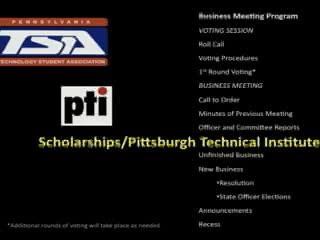 PENNSYLVANIA
TSA
TECHNOLOGY STUDENT ASSOCIATION
pti
Business Meeting Program
VOTING SESSION
Roll Call
Voting Procedures
1st Round Voting*
BUSINESS MEETING
Call to Order
Minutes of Previous Meeting
Officer and Committee Reports
Scholarships/Pittsburgh Technical Institute
Unfinished Business
New Business
•Resolution
•State Officer Elections
Announcements
Recess
*Additional rounds of voting will take place as needed